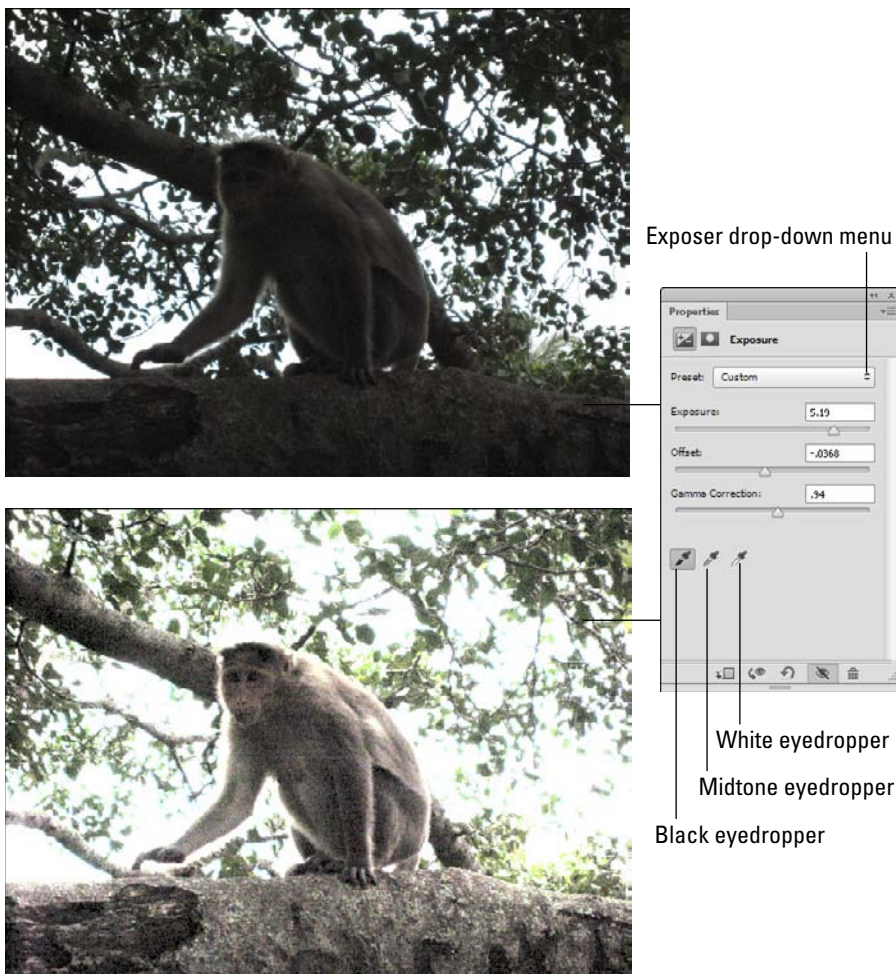 Exposer drop-down menu
Properties
Exposure
Preset: Custom
Exposure: 5.19
Offset: -.0368
Gamma Correction: .94
White eyedropper
Midtone eyedropper
Black eyedropper